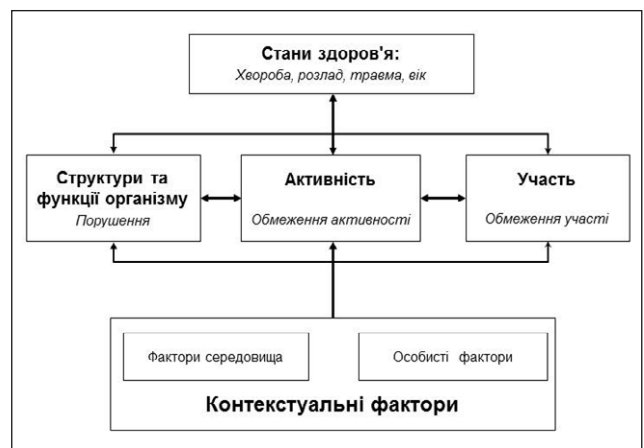 Стани здоров'я:
Хвороба, розлад, травма, вік
Структури та
функції організму
Порушення
Активність
Обмеження активності
Участь
Обмеження участі
Фактори середовища
Особисті фактори
Контекстуальні фактори